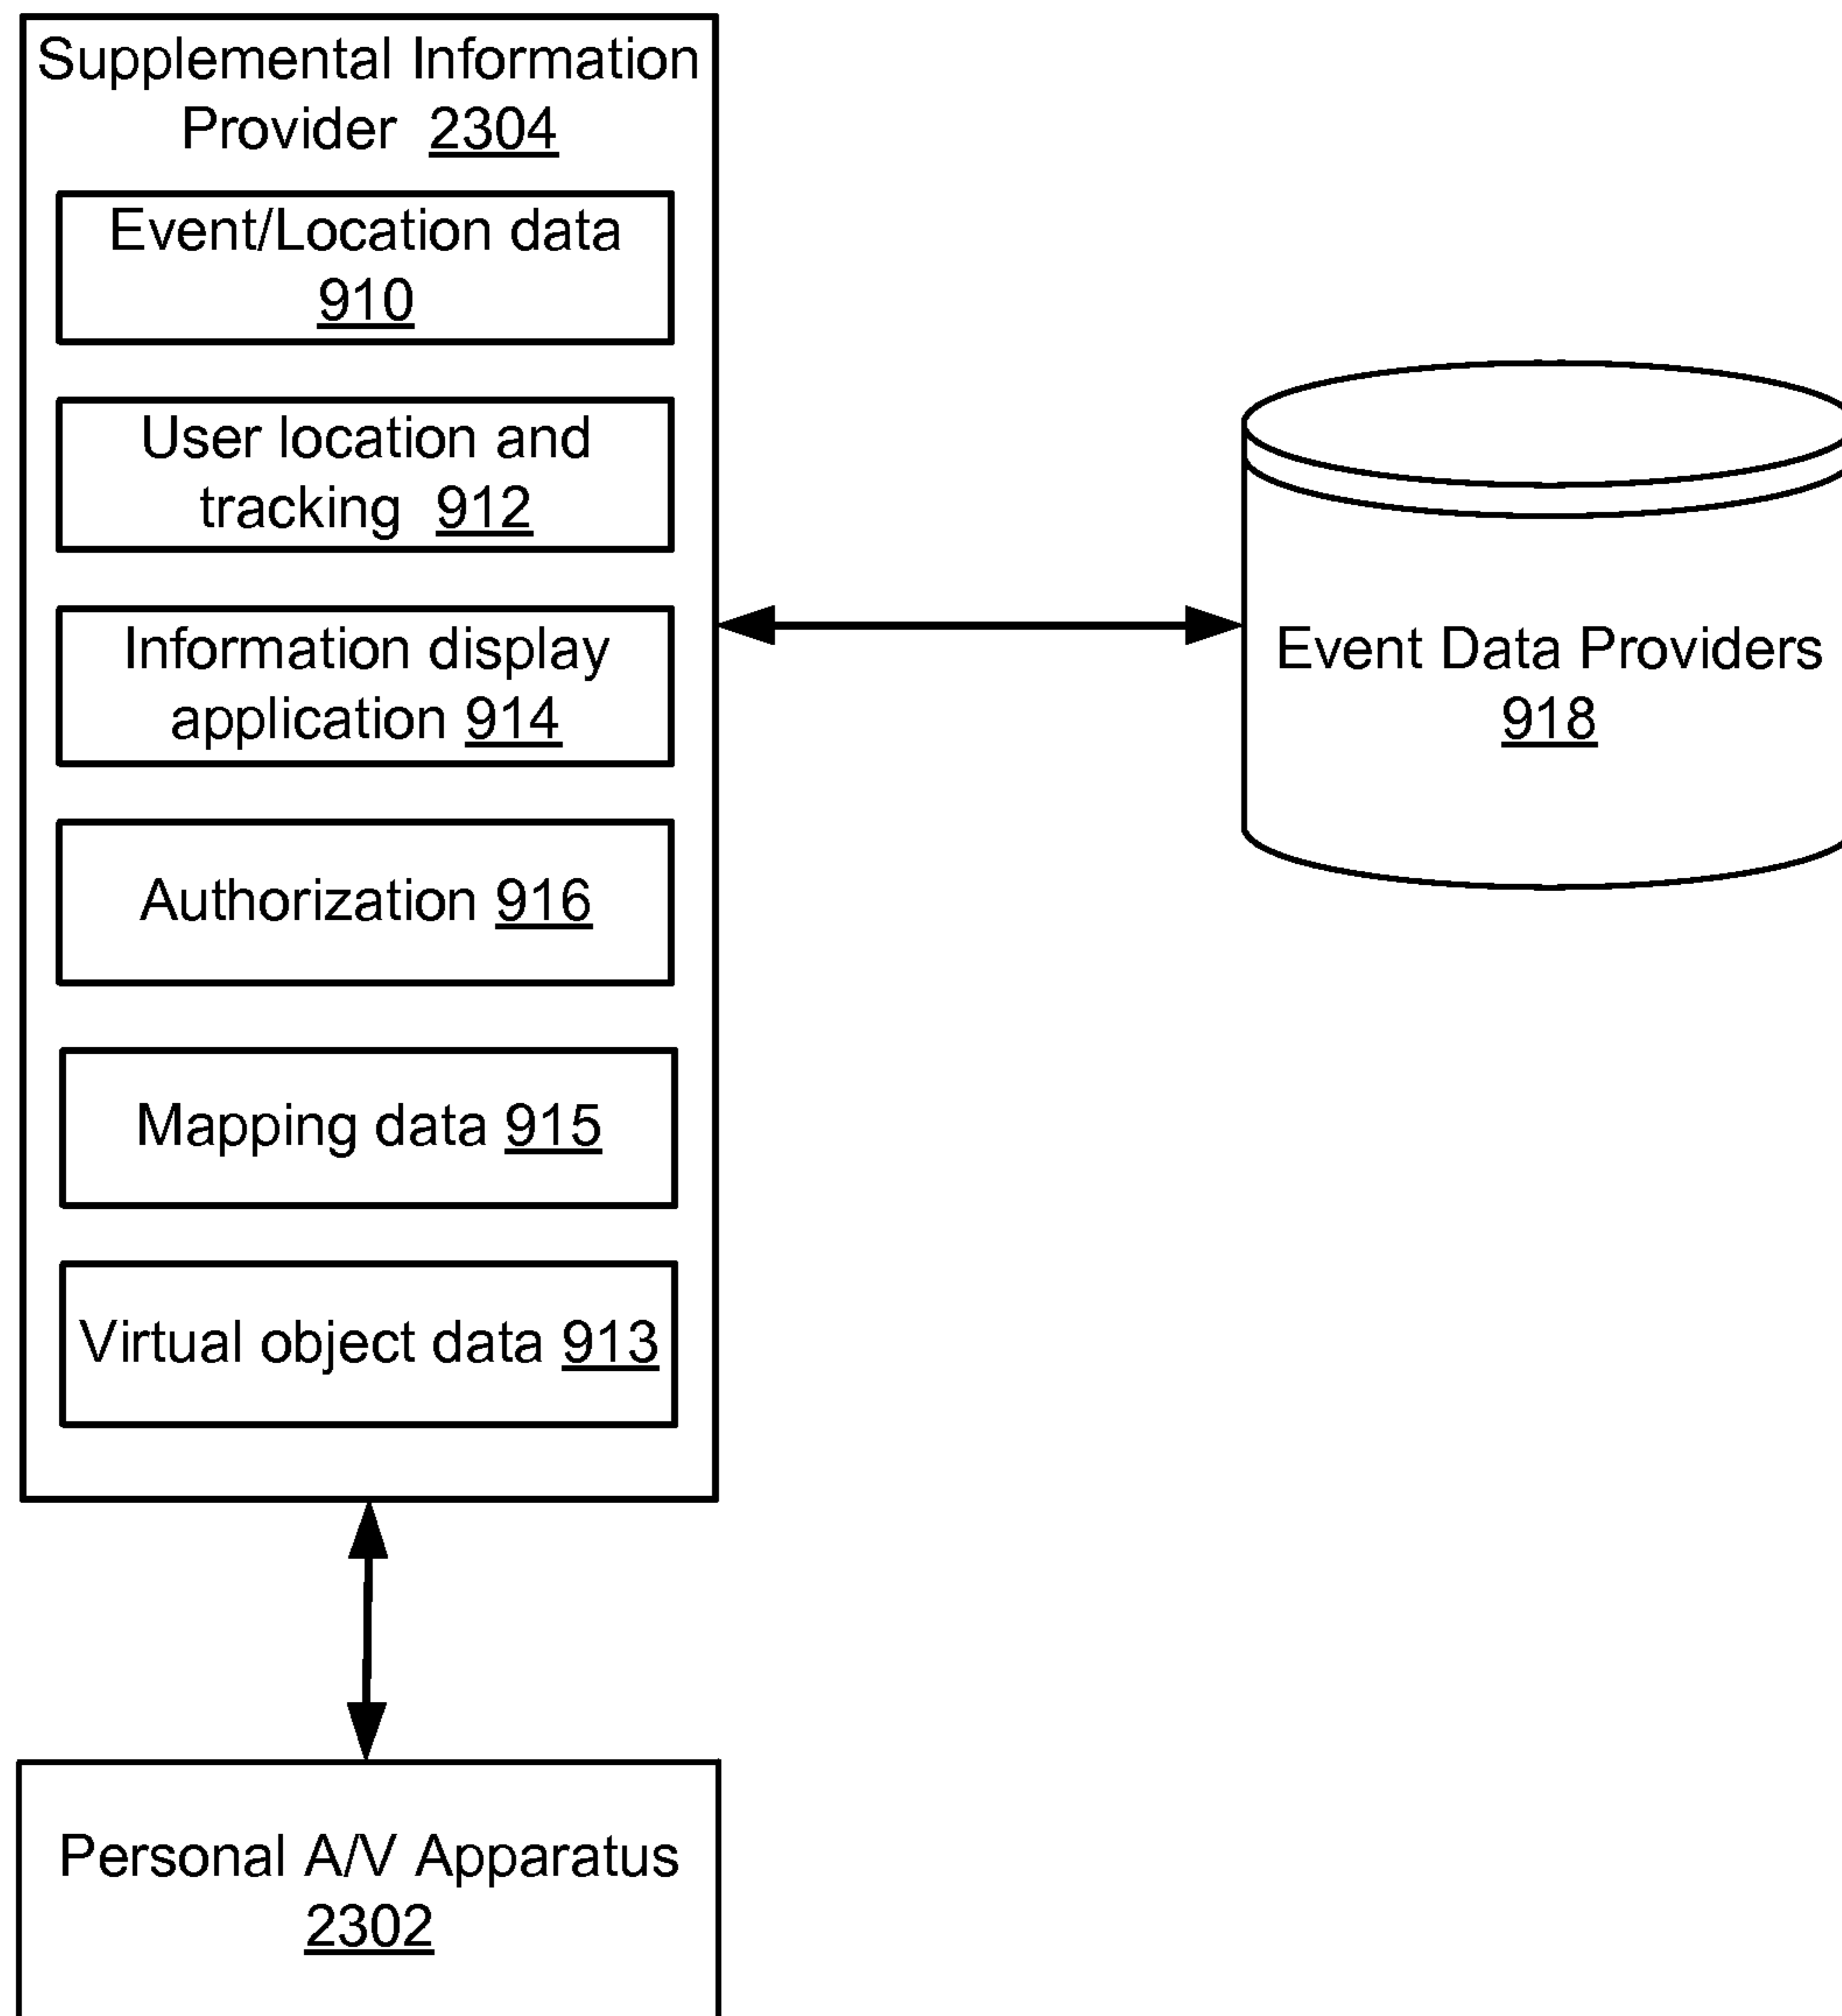 Supplemental Information
Provider 2304
Event/Location data
910
User location and
tracking 912
Information display
application 914
Authorization 916
Mapping data 915
Virtual object data 913
Event Data Providers
918
Personal A/V Apparatus
2302